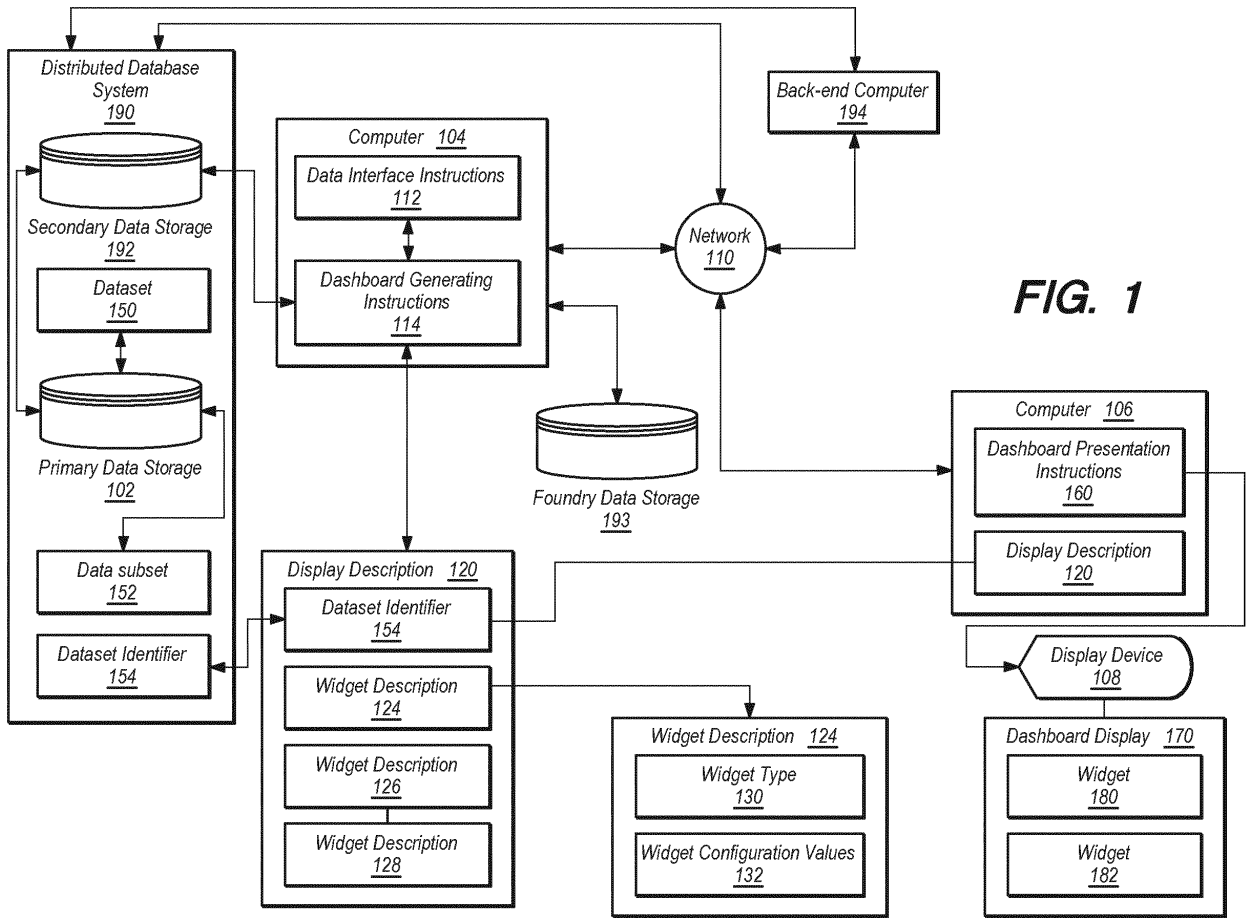 Distributed Database
System
190
Secondary Data Storage
192
Dataset
150
Primary Data Storage
102
Data subset
152
Dataset Identifier
154
Computer 104
Data Interface Instructions
112
Dashboard Generating
Instructions
114
Back-end Computer
194
Network
110
FIG. 1
Foundry Data Storage
193
Computer 106
Dashboard Presentation
Instructions
160
Display Description
120
Display Description 120
Dataset Identifier
154
Widget Description
124
Widget Description
126
Widget Description
128
Widget Description 124
Widget Type
130
Widget Configuration Values
132
Display Device
108
Dashboard Display 170
Widget
180
Widget
182